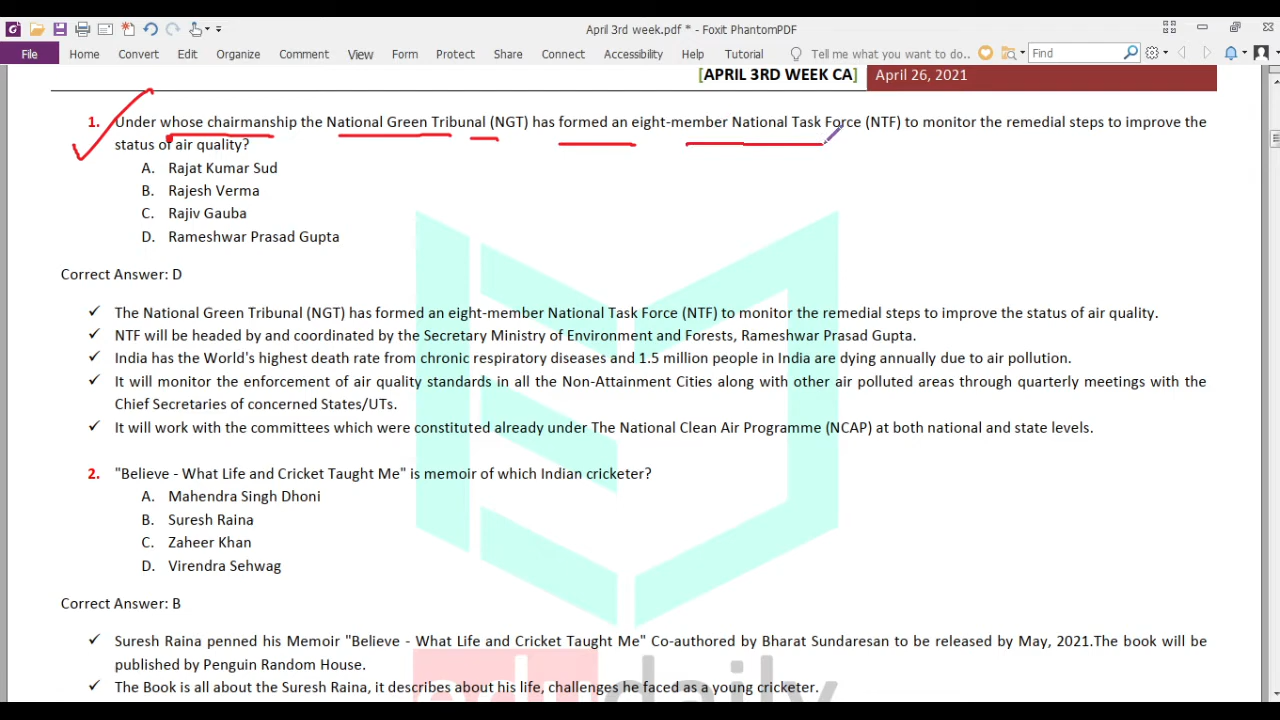 April 3rd week.pdf * - Foxit PhantomPDF
File Home Convert Edit Organize Comment View Form Protect Share Connect Accessibility Help Tutorial Tell me what you want to do.. Find
[APRIL 3RD WEEK CA] April 26, 2021
1. Under whose chairmanship the National Green Tribunal (NGT) has formed an eight-member National Task Force (NTF) to monitor the remedial steps to improve the
status of air quality?
A. Rajat Kumar Sud
B. Rajesh Verma
C. Rajiv Gauba
D. Rameshwar Prasad Gupta
Correct Answer: D
✓ The National Green Tribunal (NGT) has formed an eight-member National Task Force (NTF) to monitor the remedial steps to improve the status of air quality.
✓ NTF will be headed by and coordinated by the Secretary Ministry of Environment and Forests, Rameshwar Prasad Gupta.
✓ India has the World's highest death rate from chronic respiratory diseases and 1.5 million people in India are dying annually due to air pollution.
✓ It will monitor the enforcement of air quality standards in all the Non-Attainment Cities along with other air polluted areas through quarterly meetings with the
Chief Secretaries of concerned States/UTs.
✓ It will work with the committees which were constituted already under The National Clean Air Programme (NCAP) at both national and state levels.
2. "Believe - What Life and Cricket Taught Me" is memoir of which Indian cricketer?
A. Mahendra Singh Dhoni
B. Suresh Raina
C. Zaheer Khan
D. Virendra Sehwag
Correct Answer: B
✓ Suresh Raina penned his Memoir "Believe - What Life and Cricket Taught Me" Co-authored by Bharat Sundaresan to be released by May, 2021.The book will be
published by Penguin Random House.
✓ The Book is all about the Suresh Raina, it describes about his life, challenges he faced as a young cricketer.
daily